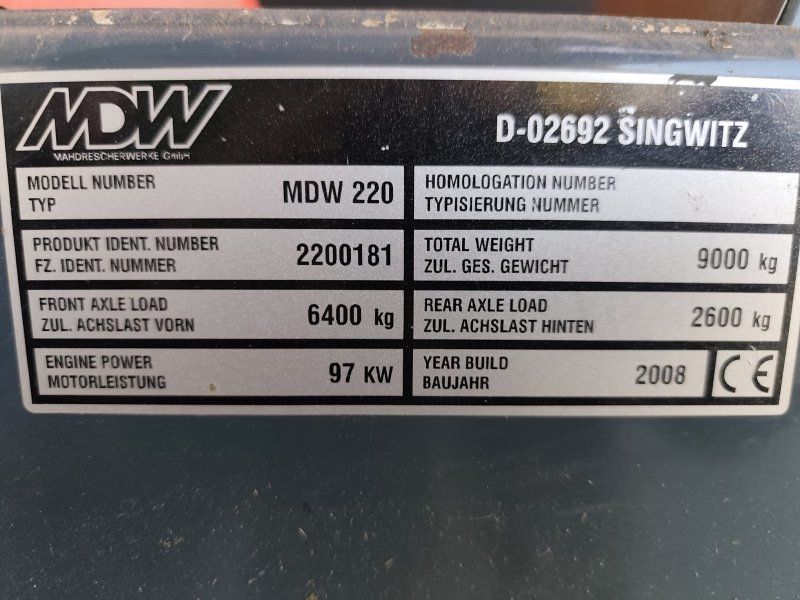 MDW
MÄHDRESCHERWERKE GmbH
D-02692 SINGWITZ
MODELL NUMBER
TYP
MDW 220
HOMOLOGATION NUMBER
TYPISIERUNG NUMMER
PRODUKT IDENT. NUMBER
FZ. IDENT. NUMMER
2200181
TOTAL WEIGHT
ZUL. GES. GEWICHT
9000 kg
FRONT AXLE LOAD
ZUL. ACHSLAST VORN
6400 kg
REAR AXLE LOAD
ZUL. ACHSLAST HINTEN
2600 kg
ENGINE POWER
MOTORLEISTUNG
97 KW
YEAR BUILD
BAUJAHR
2008
CE